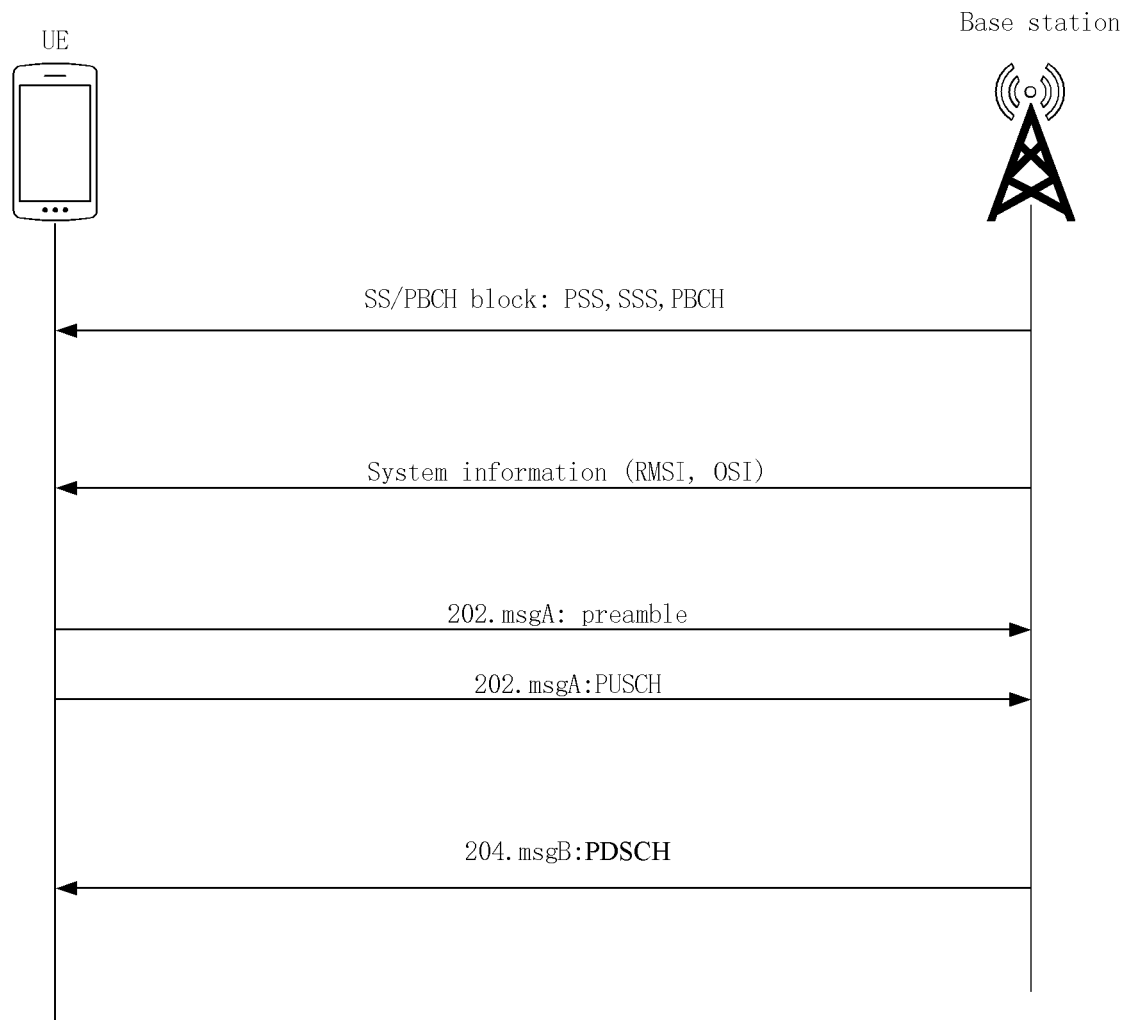 UE
Base station
SS/PBCH block: PSS,SSS,PBCH
System information (RMSI, OSI)
202.msgA: preamble
202.msgA:PUSCH
204.msgB:PDSCH